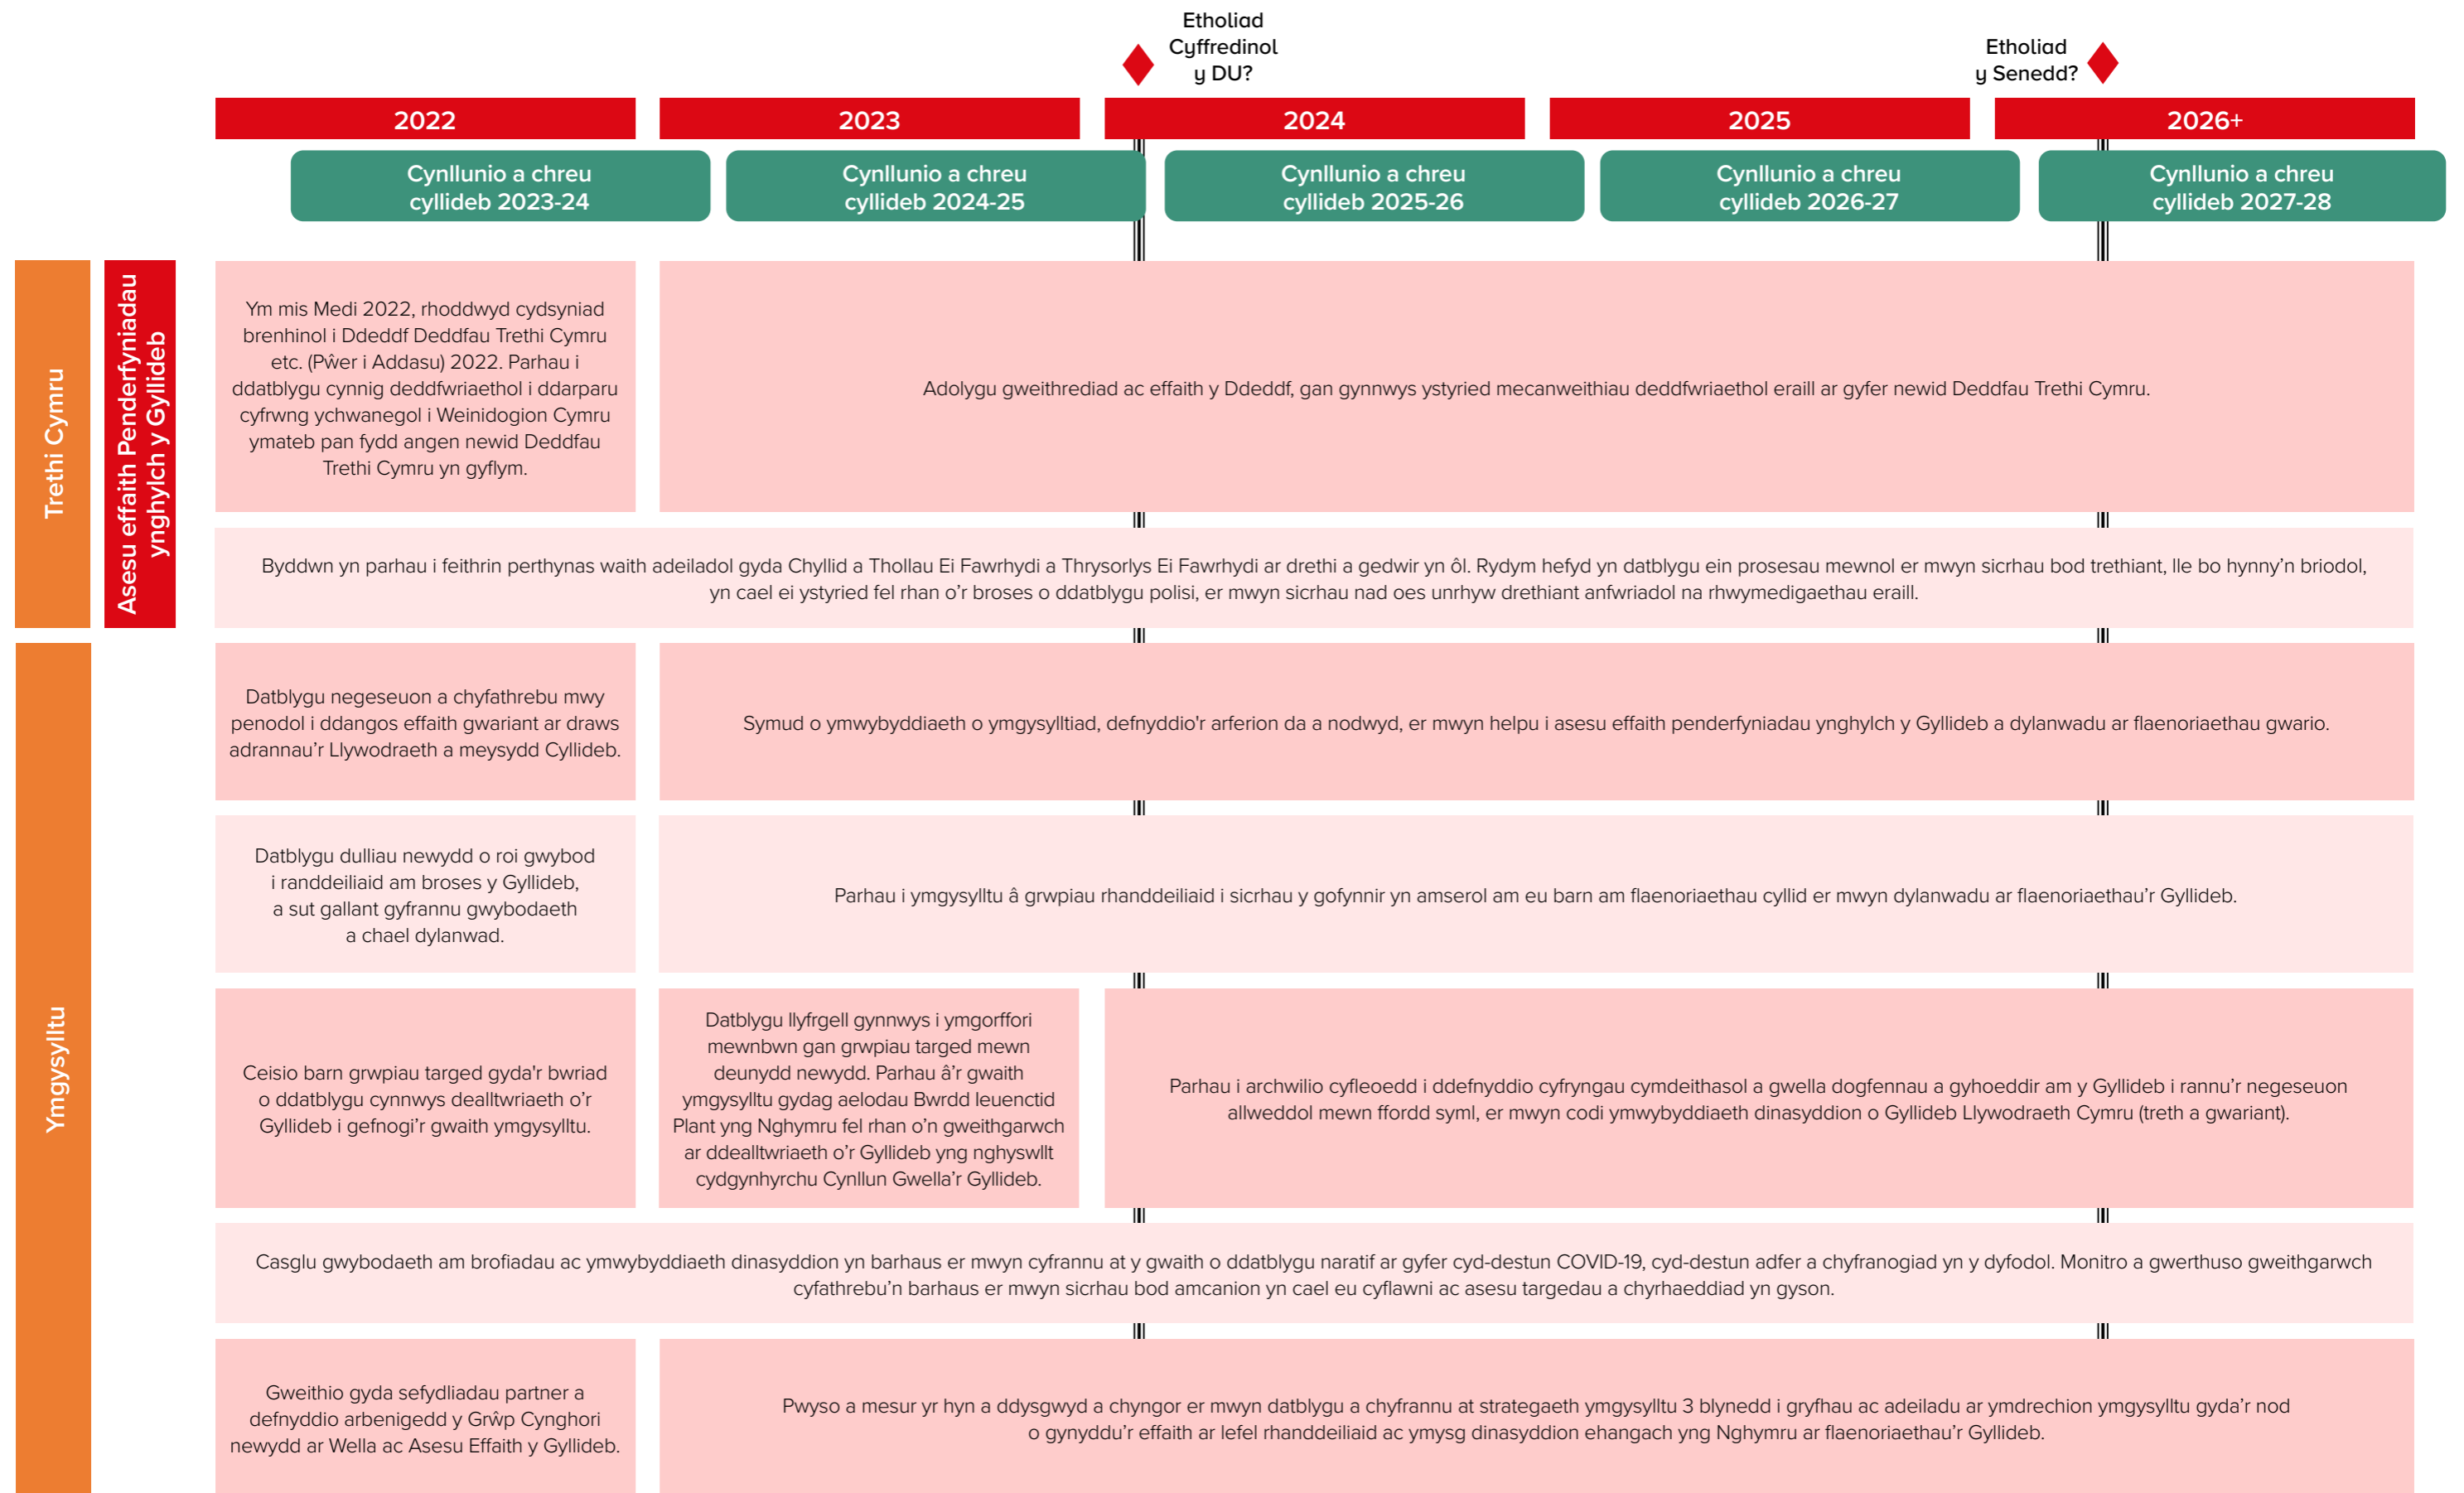 Etholiad
Cyffredinol
y DU?
Etholiad
y Senedd?
2022
2023
2024
2025
2026+
Cynllunio a chreu
cyllideb 2023-24
Cynllunio a chreu
cyllideb 2024-25
Cynllunio a chreu
cyllideb 2025-26
Cynllunio a chreu
cyllideb 2026-27
Cynllunio a chreu
cyllideb 2027-28
Trethi Cymru
Asesu effaith Penderfyniadau
ynghylch y Gyllideb
Ym mis Medi 2022, rhoddwyd cydsyniad
brenhinol i Ddeddf Deddfau Trethi Cymru
etc. (Pŵer i Addasu) 2022. Parhau i
ddatblygu cynnig deddfwriaethol i ddarparu
cyfrwng ychwanegol i Weinidogion Cymru
ymateb pan fydd angen newid Deddfau
Trethi Cymru yn gyflym.
Adolygu gweithrediad ac effaith y Ddeddf, gan gynnwys ystyried mecanweithiau deddfwriaethol eraill ar gyfer newid Deddfau Trethi Cymru.
Byddwn yn parhau i feithrin perthynas waith adeiladol gyda Chyllid a Thollau Ei Fawrhydi a Thrysorlys Ei Fawrhydi ar drethi a gedwir yn ôl. Rydym hefyd yn datblygu ein prosesau mewnol er mwyn sicrhau bod trethiant, lle bo hynny’n briodol,
yn cael ei ystyried fel rhan o’r broses o ddatblygu polisi, er mwyn sicrhau nad oes unrhyw drethiant anfwriadol na rhwymedigaethau eraill.
Ymgysylltu
Datblygu negeseuon a chyfathrebu mwy
penodol i ddangos effaith gwariant ar draws
adrannau’r Llywodraeth a meysydd Cyllideb.
Symud o ymwybyddiaeth o ymgysylltiad, defnyddio'r arferion da a nodwyd, er mwyn helpu i asesu effaith penderfyniadau ynghylch y Gyllideb a dylanwadu ar flaenoriaethau gwario.
Datblygu dulliau newydd o roi gwybod
i randdeiliaid am broses y Gyllideb,
a sut gallant gyfrannu gwybodaeth
a chael dylanwad.
Parhau i ymgysylltu â grwpiau rhanddeiliaid i sicrhau y gofynnir yn amserol am eu barn am flaenoriaethau cyllid er mwyn dylanwadu ar flaenoriaethau’r Gyllideb.
Ceisio barn grwpiau targed gyda'r bwriad
o ddatblygu cynnwys dealltwriaeth o’r
Gyllideb i gefnogi’r gwaith ymgysylltu.
Datblygu llyfrgell gynnwys i ymgorffori
mewnbwn gan grwpiau targed mewn
deunydd newydd. Parhau â’r gwaith
ymgysylltu gydag aelodau Bwrdd Ieuenctid
Plant yng Nghymru fel rhan o’n gweithgarwch
ar ddealltwriaeth o’r Gyllideb yng nghyswllt
cydgynhyrchu Cynllun Gwella’r Gyllideb.
Parhau i archwilio cyfleoedd i ddefnyddio cyfryngau cymdeithasol a gwella dogfennau a gyhoeddir am y Gyllideb i rannu’r negeseuon
allweddol mewn ffordd syml, er mwyn codi ymwybyddiaeth dinasyddion o Gyllideb Llywodraeth Cymru (treth a gwariant).
Casglu gwybodaeth am brofiadau ac ymwybyddiaeth dinasyddion yn barhaus er mwyn cyfrannu at y gwaith o ddatblygu naratif ar gyfer cyd-destun COVID-19, cyd-destun adfer a chyfranogiad yn y dyfodol. Monitro a gwerthuso gweithgarwch
cyfathrebu’n barhaus er mwyn sicrhau bod amcanion yn cael eu cyflawni ac asesu targedau a chyrhaeddiad yn gyson.
Gweithio gyda sefydliadau partner a
defnyddio arbenigedd y Grŵp Cynghori
newydd ar Wella ac Asesu Effaith y Gyllideb.
Pwyso a mesur yr hyn a ddysgwyd a chyngor er mwyn datblygu a chyfrannu at strategaeth ymgysylltu 3 blynedd i gryfhau ac adeiladu ar ymdrechion ymgysylltu gyda’r nod
o gynyddu’r effaith ar lefel rhanddeiliaid ac ymysg dinasyddion ehangach yng Nghymru ar flaenoriaethau’r Gyllideb.